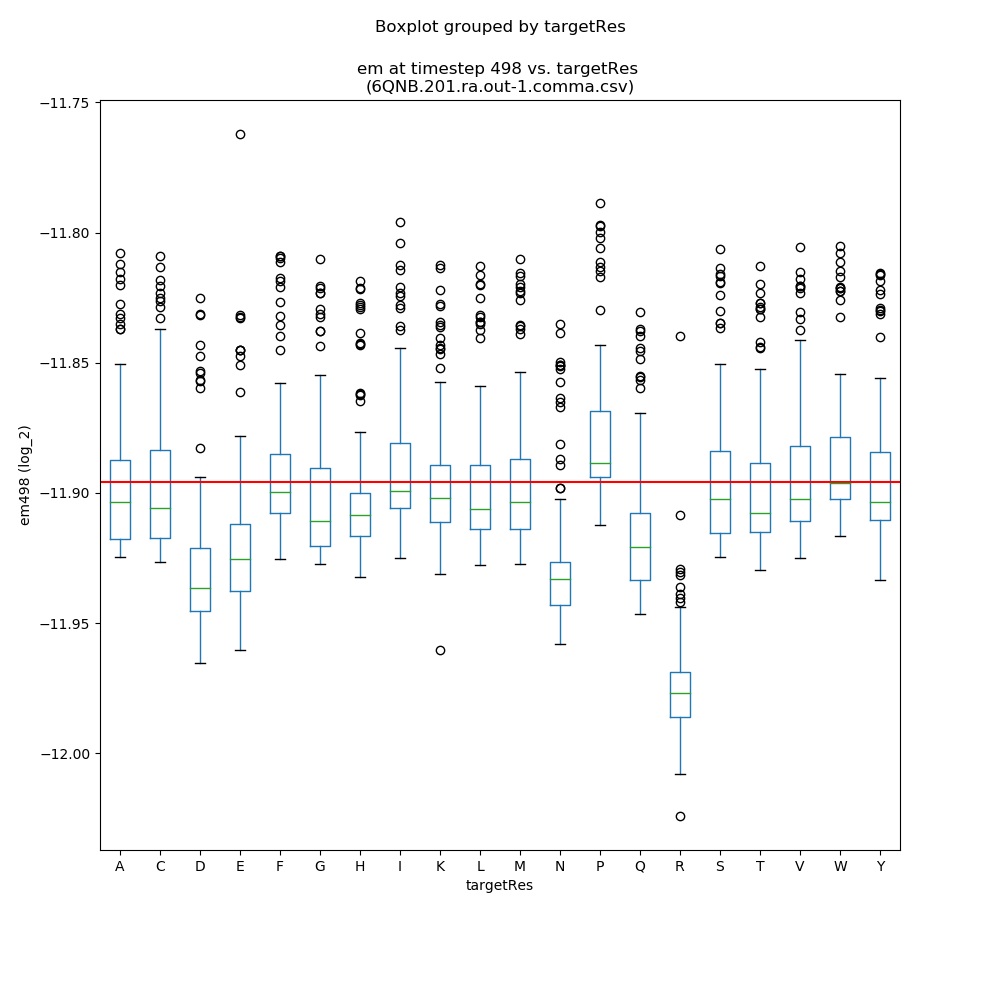 Boxplot grouped by targetRes
em at timestep 498 vs. targetRes
(6QNB.201.ra.out-1.comma.csv)
−11.75
−11.80
−11.85
−11.90
−11.95
−12.00
em498 (log_2)
A C D E F G H I K L M N P Q R S T V W Y
targetRes